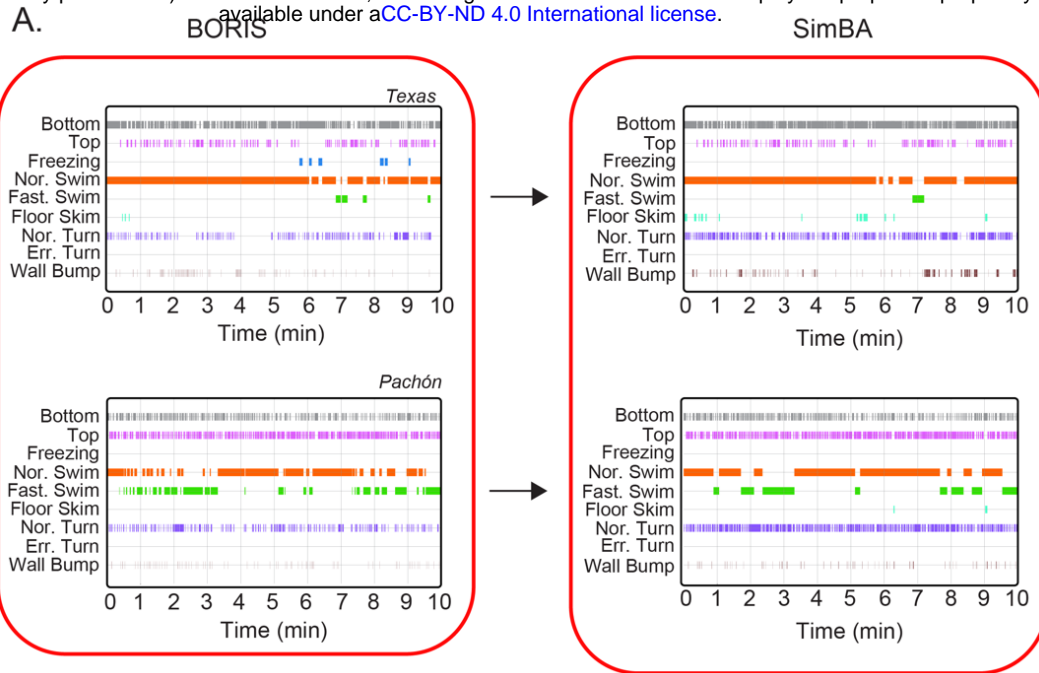 available under aCC-BY-ND 4.0 International license.
A.
BORIS
SimBA
Texas
Bottom
Top
Freezing
Nor. Swim
Fast. Swim
Floor Skim
Nor. Turn
Err. Turn
Wall Bump
0 1 2 3 4 5 6 7 8 9 10
Time (min)
Bottom
Top
Freezing
Nor. Swim
Fast. Swim
Floor Skim
Nor. Turn
Err. Turn
Wall Bump
0 1 2 3 4 5 6 7 8 9 10
Time (min)
Pachón
Bottom
Top
Freezing
Nor. Swim
Fast. Swim
Floor Skim
Nor. Turn
Err. Turn
Wall Bump
0 1 2 3 4 5 6 7 8 9 10
Time (min)
Bottom
Top
Freezing
Nor. Swim
Fast. Swim
Floor Skim
Nor. Turn
Err. Turn
Wall Bump
0 1 2 3 4 5 6 7 8 9 10
Time (min)